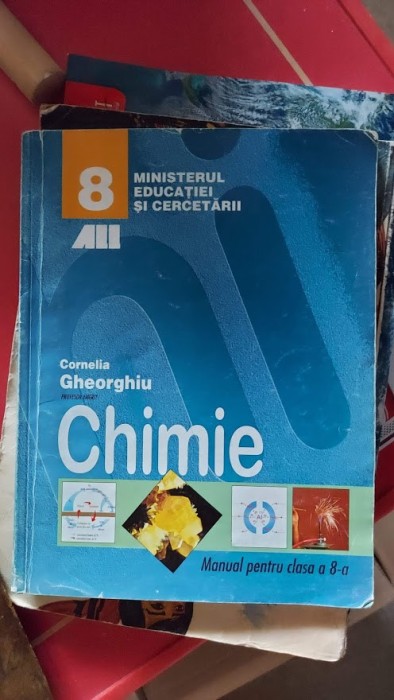 8
MINISTERUL
EDUCAȚIEI
ȘI CERCETĂRII
ALL
Cornelia
Gheorghiu
Chimie
Manual pentru clasa a 8-a